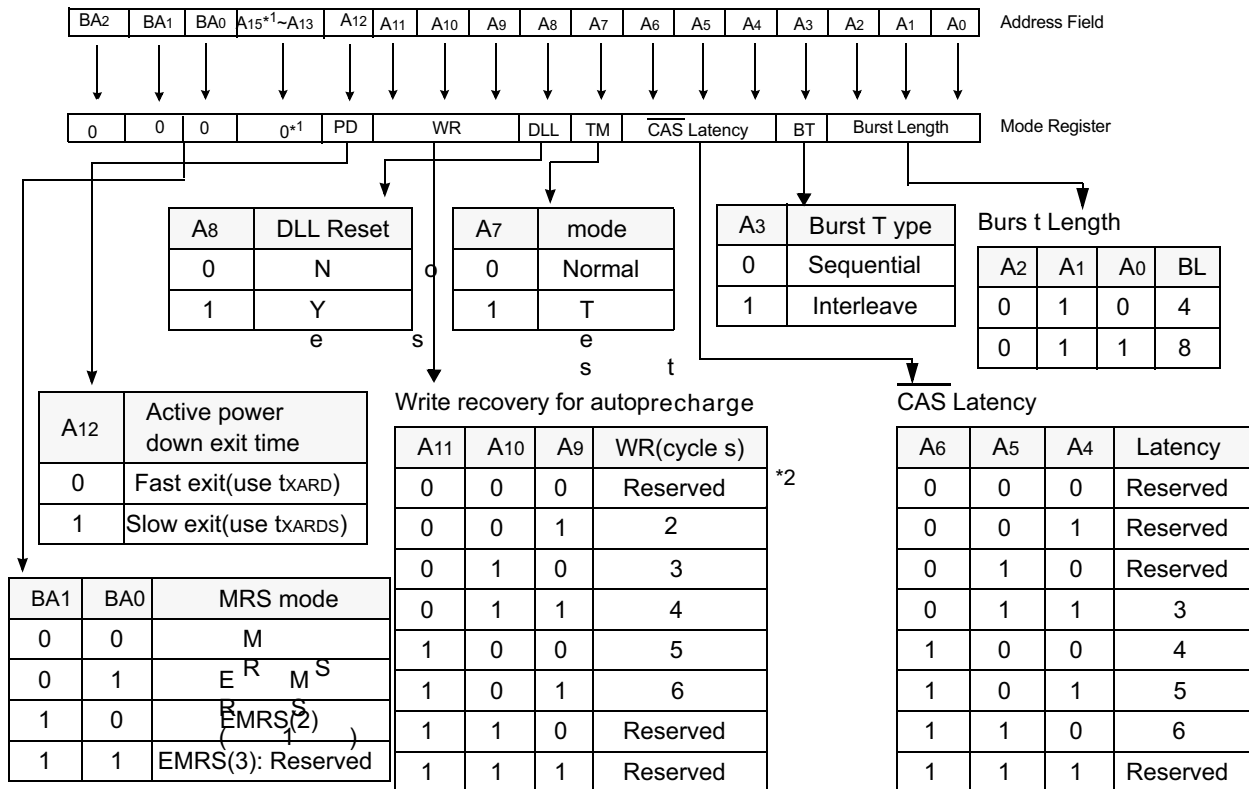 BA2 BA1 BA0 A15*1~A13 A12 A11 A10 A9 A8 A7 A6 A5 A4 A3 A2 A1 A0 Address Field
0 0 0 0*1 PD WR DLL TM CAS Latency BT Burst Length Mode Register
A8 DLL Reset
0 N o
1 Y
e s
A7 mode
0 Normal
1 T
e
s t
A3 Burst T ype
0 Sequential
1 Interleave
Burs t Length
A2 A1 A0 BL
0 1 0 4
0 1 1 8
A12 Active power
down exit time
0 Fast exit(use tXARD)
1 Slow exit(use tXARDS)
BA1 BA0 MRS mode
0 0 M
R S
0 1 E M
R S
( 1 )
1 0 EMRS(2)
1 1 EMRS(3): Reserved
Write recovery for autoprecharge
A11 A10 A9 WR(cycle s)
*2
0 0 0 Reserved
0 0 1 2
0 1 0 3
0 1 1 4
1 0 0 5
1 0 1 6
1 1 0 Reserved
1 1 1 Reserved
CAS Latency
A6 A5 A4 Latency
0 0 0 Reserved
0 0 1 Reserved
0 1 0 Reserved
0 1 1 3
1 0 0 4
1 0 1 5
1 1 0 6
1 1 1 Reserved